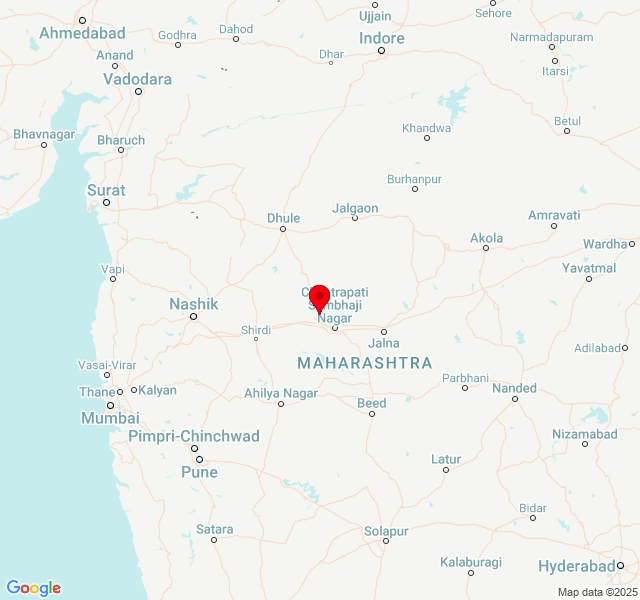 Ujjain
Sehore
Ahmedabad
Godhra
Dahod
Indore
Narmadapuram
Anand
Dhar
Itarsi
Vadodara
Khandwa
Betul
Bhavnagar
Bharuch
Burhanpur
Surat
Jalgaon
Dhule
Amravati
Akola
Wardha
Vapi
Yavatmal
Nashik
Sambhaji
Nagar
Shirdi
Jalna
Adilabad
MAHARASHTRA
Vasai-Virar
Parbhani
Thane
Kalyan
Ahilya Nagar
Beed
Nanded
Mumbai
Pimpri-Chinchwad
Nizamabad
Pune
Latur
Bidar
Satara
Solapur
Kalaburagi
Hyderabad
Google
Map data ©2025